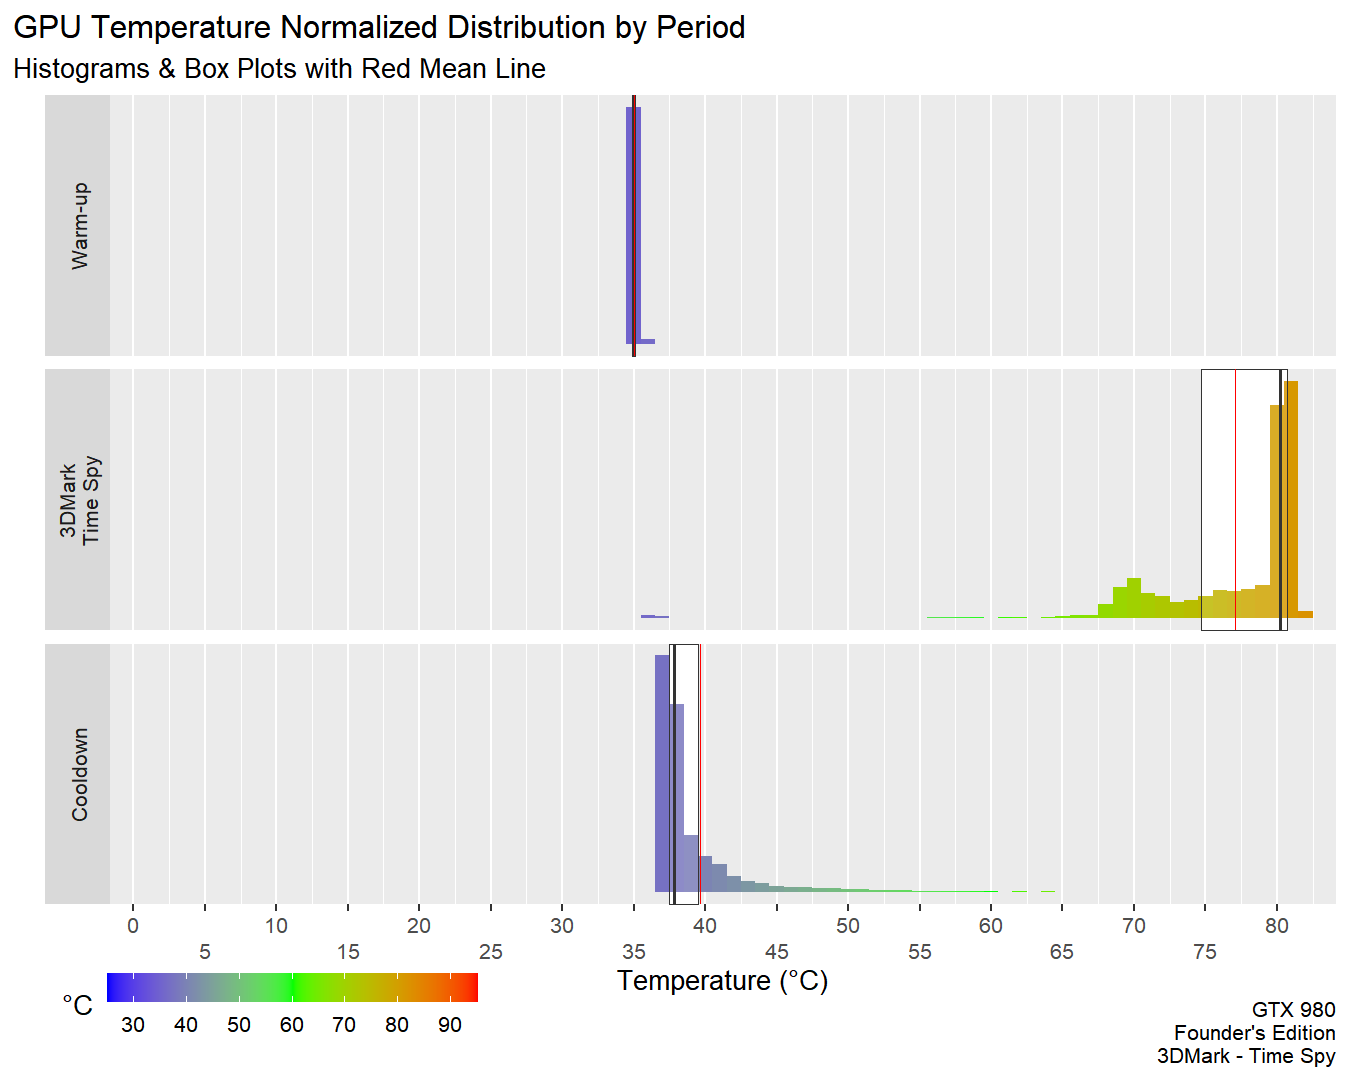 GPU Temperature Normalized Distribution by Period
Histograms & Box Plots with Red Mean Line
Warm-up
3DMark
Time Spy
Cooldown
0 10 20 30 40 50 60 70 80
5 15 25 35 45 55 65 75
Temperature (°C)
°C
30 40 50 60 70 80 90
GTX 980
Founder's Edition
3DMark - Time Spy